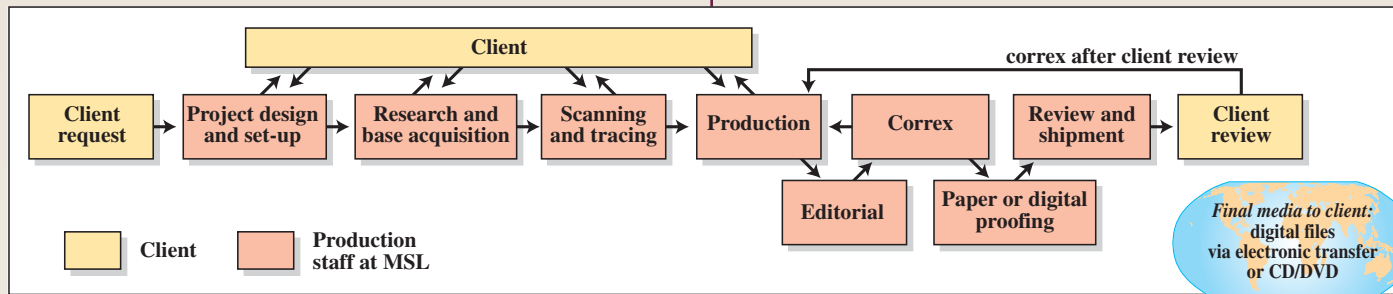 Client
correx after client review
Client
request
Project design
and set-up
Research and
base acquisition
Scanning
and tracing
Production
Correx
Review and
shipment
Client
review
Editorial
Paper or digital
proofing
Client
Production
staff at MSL
Final media to client:
digital files
via electronic transfer
or CD/DVD